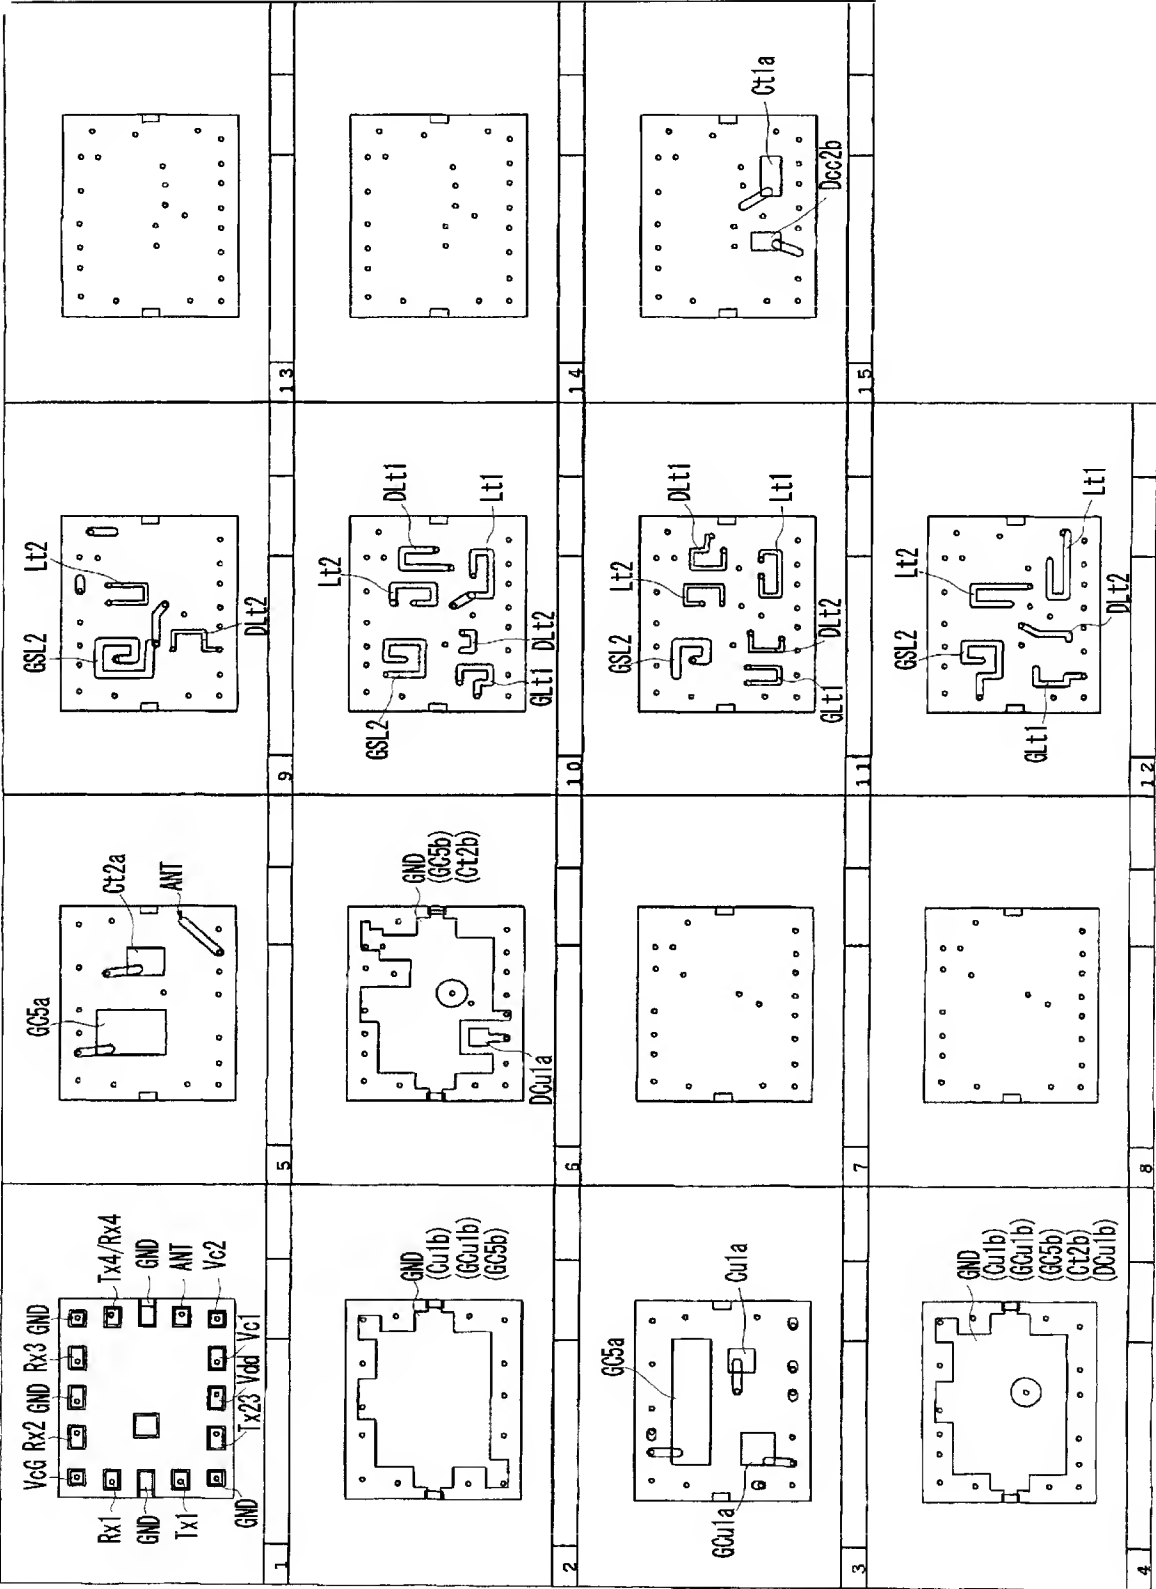 VcG
Rx2
GND
Rx3
GND
Rx1
Tx4/Rx4
GND
GND
Tx1
ANT
GND
Tx23
Vdd
Vc1
Vc2
1
GND
(Cu1b)
(GCu1b)
(GC5b)
2
GC5a
Cu1a
GCu1a
3
GND
(Cu1b)
(GCu1b)
(GC5b)
(Ct2b)
(DCu1b)
4
GC5a
Ct2a
ANT
5
GND
(GC5b)
(Ct2b)
DCu1a
6
7
8
GSL2
Lt2
DLt2
9
GSL2
Lt2
DLt1
Lt1
DLt2
GLt1
10
GSL2
Lt2
DLt1
Lt1
DLt2
GLt1
11
GSL2
Lt2
Lt1
DLt2
GLt1
12
13
14
Ct1a
Dcc2b
15